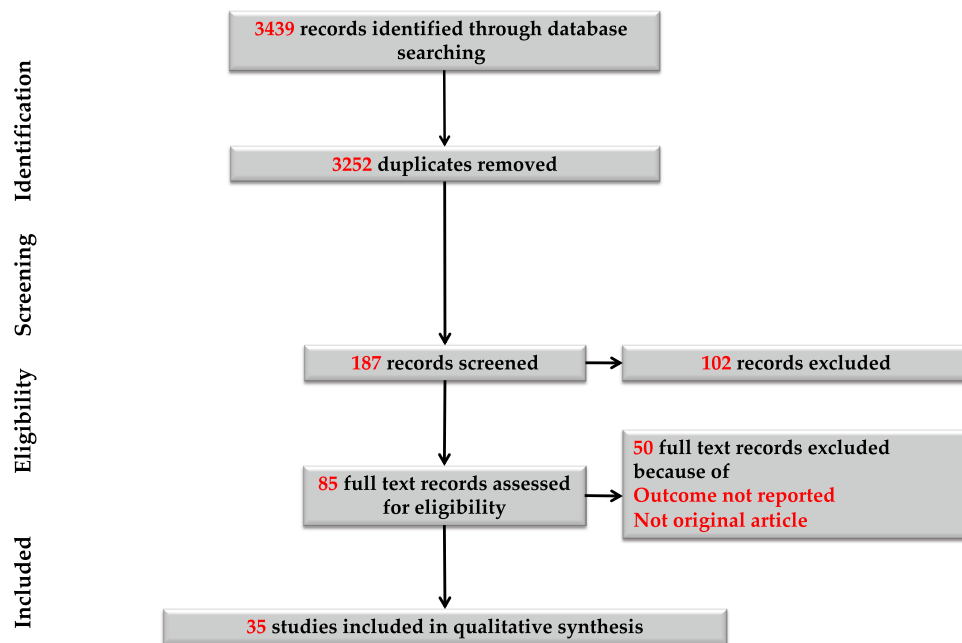 Identification
3439 records identified through database
searching
3252 duplicates removed
Screening
187 records screened
102 records excluded
Eligibility
85 full text records assessed
for eligibility
50 full text records excluded
because of
Outcome not reported
Not original article
Included
35 studies included in qualitative synthesis